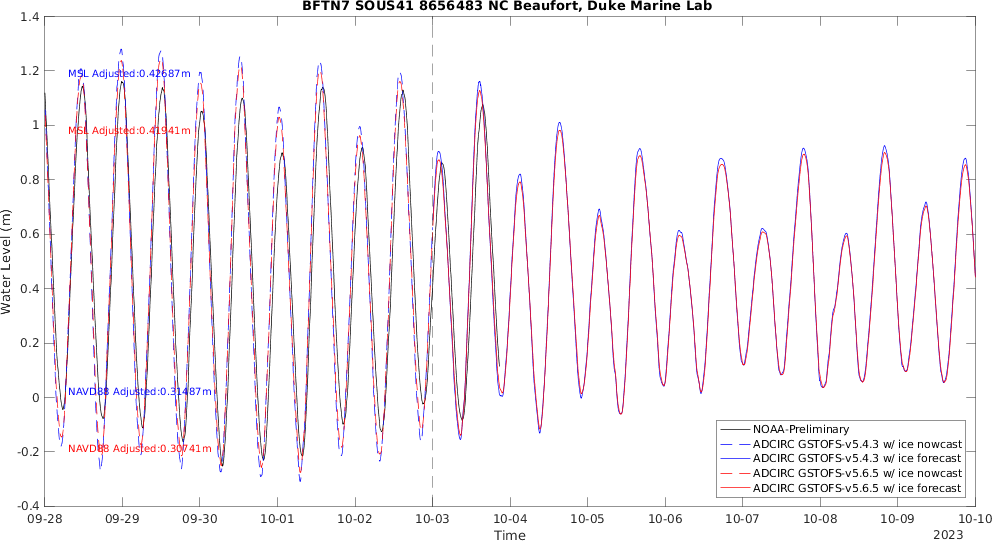 BFTN7 SOUS41 8656483 NC Beaufort, Duke Marine Lab
1.4
1.2
1
0.8
0.6
0.4
0.2
0
-0.2
-0.4
Water Level (m)
MSL Adjusted:0.42687m
MSL Adjusted:0.41941m
NAVD88 Adjusted:0.31487m
NAVD88 Adjusted:0.30741m
NOAA-Preliminary
ADCIRC GSTOFS-v5.4.3 w/ ice nowcast
ADCIRC GSTOFS-v5.4.3 w/ ice forecast
ADCIRC GSTOFS-v5.6.5 w/ ice nowcast
ADCIRC GSTOFS-v5.6.5 w/ ice forecast
09-28 09-29 09-30 10-01 10-02 10-03 10-04 10-05 10-06 10-07 10-08 10-09 10-10
Time
2023